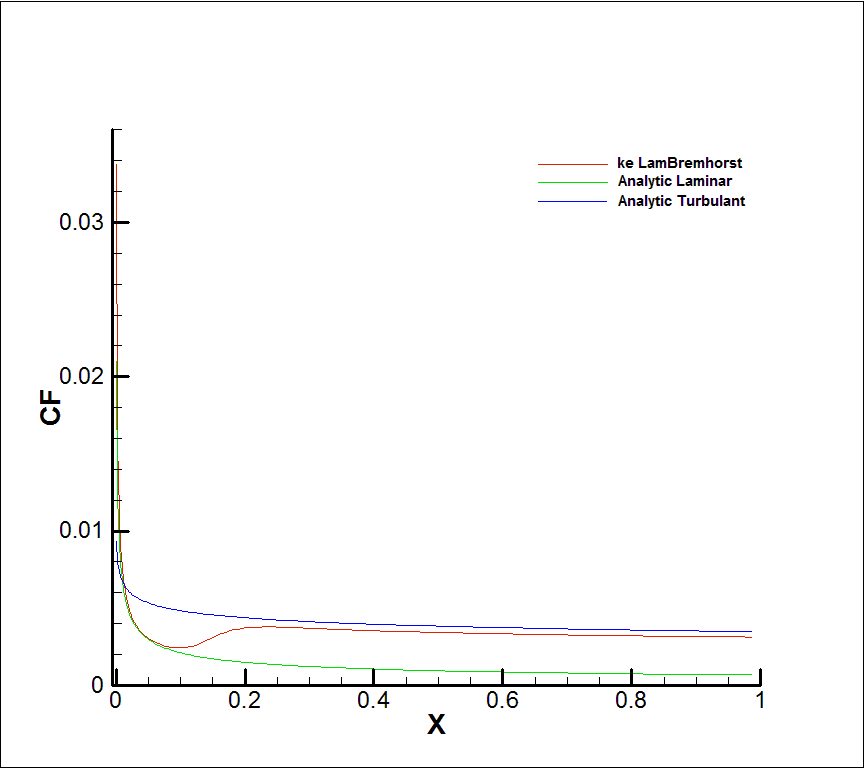 ke LamBremhorst
Analytic Laminar
Analytic Turbulant
0.03
0.02
CF
0.01
0
0 0.2 0.4 0.6 0.8 1
X